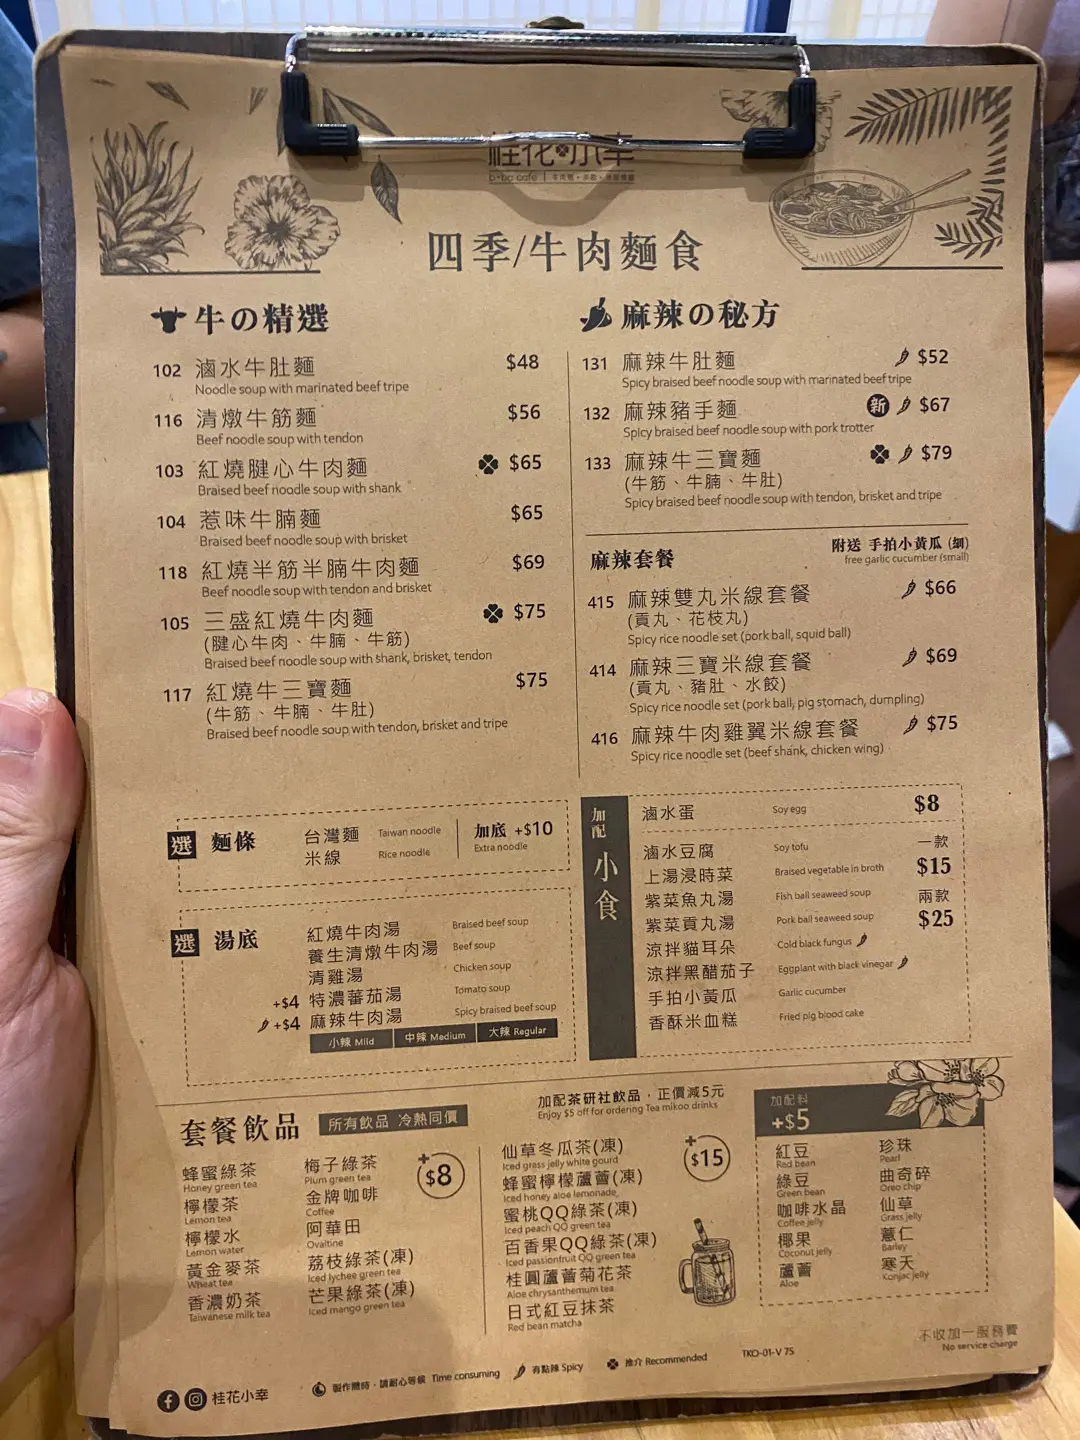 桂花小幸
b•bo cafe
四季/牛肉麵食
牛の精選
102 滷水牛肚麵 $48
Noodle soup with marinated beef tripe
116 清燉牛筋麵 $56
Beef noodle soup with tendon
103 紅燒腱心牛肉麵 $65
Braised beef noodle soup with shank
104 惹味牛腩麵 $65
Braised beef noodle soup with brisket
118 紅燒半筋半腩牛肉麵 $69
Beef noodle soup with tendon and brisket
105 三盛紅燒牛肉麵 $75
(腱心牛肉、牛腩、牛筋)
Braised beef noodle soup with shank, brisket, tendon
117 紅燒牛三寶麵 $75
(牛筋、牛腩、牛肚)
Braised beef noodle soup with tendon, brisket and tripe
麻辣の秘方
131 麻辣牛肚麵 $52
Spicy braised beef noodle soup with marinated beef tripe
132 麻辣豬手麵 新 $67
Spicy braised beef noodle soup with pork trotter
133 麻辣牛三寶麵 $79
(牛筋、牛腩、牛肚)
Spicy braised beef noodle soup with tendon, brisket and tripe
麻辣套餐 附送 手拍小黃瓜 (細)
free garlic cucumber (small)
415 麻辣雙丸米線套餐 $66
(貢丸、花枝丸)
Spicy rice noodle set (pork ball, squid ball)
414 麻辣三寶米線套餐 $69
(貢丸、豬肚、水餃)
Spicy rice noodle set (pork ball, pig stomach, dumpling)
416 麻辣牛肉雞翼米線套餐 $75
Spicy rice noodle set (beef shank, chicken wing)
選 麵條
台灣麵 Taiwan noodle
米線 Rice noodle
加底 +$10
Extra noodle
選 湯底
紅燒牛肉湯 Braised beef soup
養生清燉牛肉湯 Beef soup
清雞湯 Chicken soup
+$4 特濃蕃茄湯 Tomato soup
+$4 麻辣牛肉湯 Spicy braised beef soup
小辣 Mild 中辣 Medium 大辣 Regular
加配 小食
滷水蛋 Soy egg $8
滷水豆腐 Soy tofu 一款
上湯浸時菜 Braised vegetable in broth $15
紫菜魚丸湯 Fish ball seaweed soup 兩款
紫菜貢丸湯 Pork ball seaweed soup $25
涼拌貓耳朵 Cold black fungus
涼拌黑醋茄子 Eggplant with black vinegar
手拍小黃瓜 Garlic cucumber
香酥米血糕 Fried pig blood cake
套餐飲品 所有飲品 冷熱同價
加配茶研社飲品，正價減5元
Enjoy $5 off for ordering Tea mikoo drinks
+$8
蜂蜜綠茶
Honey green tea
檸檬茶
Lemon tea
檸檬水
Lemon water
黃金麥茶
Wheat tea
香濃奶茶
Taiwanese milk tea
梅子綠茶
Plum green tea
金牌咖啡
Coffee
阿華田
Ovaltine
荔枝綠茶(凍)
Iced lychee green tea
芒果綠茶(凍)
Iced mango green tea
+$15
仙草冬瓜茶(凍)
Iced grass jelly white gourd
蜂蜜檸檬蘆薈(凍)
Iced honey aloe lemonade
蜜桃QQ綠茶(凍)
Iced peach QQ green tea
百香果QQ綠茶(凍)
Iced passionfruit QQ green tea
桂圓蘆薈菊花茶
Aloe chrysanthemum tea
日式紅豆抹茶
Red bean matcha
加配料
+$5
紅豆
Red bean
綠豆
Green bean
咖啡水晶
Coffee jelly
椰果
Coconut jelly
蘆薈
Aloe
珍珠
Pearl
曲奇碎
Oreo chip
仙草
Grass jelly
薏仁
Barley
寒天
Konjac jelly
不收加一服務費
No service charge
桂花小幸
製作需時，請耐心等候 Time consuming
有點辣 Spicy
推介 Recommended
TKO-01-V 75